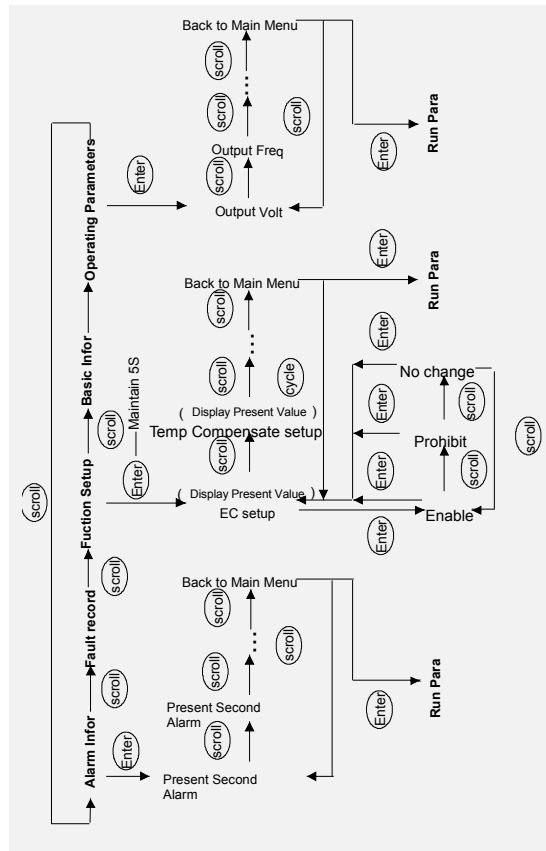 Back to Main Menu
scroll
scroll
scroll
Output Freq
scroll
Output Volt
Enter
Run Para
Enter
Operating Parameters
scroll
Basic Infor
scroll
Maintain 5S
Enter
Fuction Setup
scroll
Fault record
scroll
Alarm Infor
Enter
Back to Main Menu
scroll
scroll
cycle
( Display Present Value )
Temp Compensate setup
scroll
( Display Present Value )
EC setup
Enter
Run Para
Enter
Enter
Enter
Enter
No change
scroll
Prohibit
scroll
Enable
scroll
Back to Main Menu
scroll
scroll
scroll
Present Second
Alarm
scroll
Present Second
Alarm
Enter
Run Para